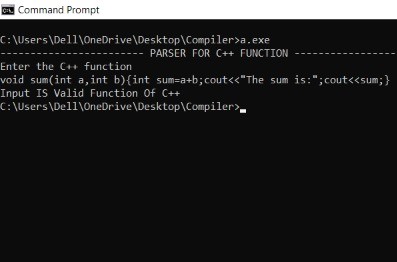 Command Prompt
C:\Users\Dell\OneDrive\Desktop\Compiler>a.exe
----------------------- PARSER FOR C++ FUNCTION -----------------
Enter the C++ function
void sum(int a,int b){int sum=a+b;cout<<"The sum is:";cout<<sum;}
Input IS Valid Function Of C++
C:\Users\Dell\OneDrive\Desktop\Compiler>